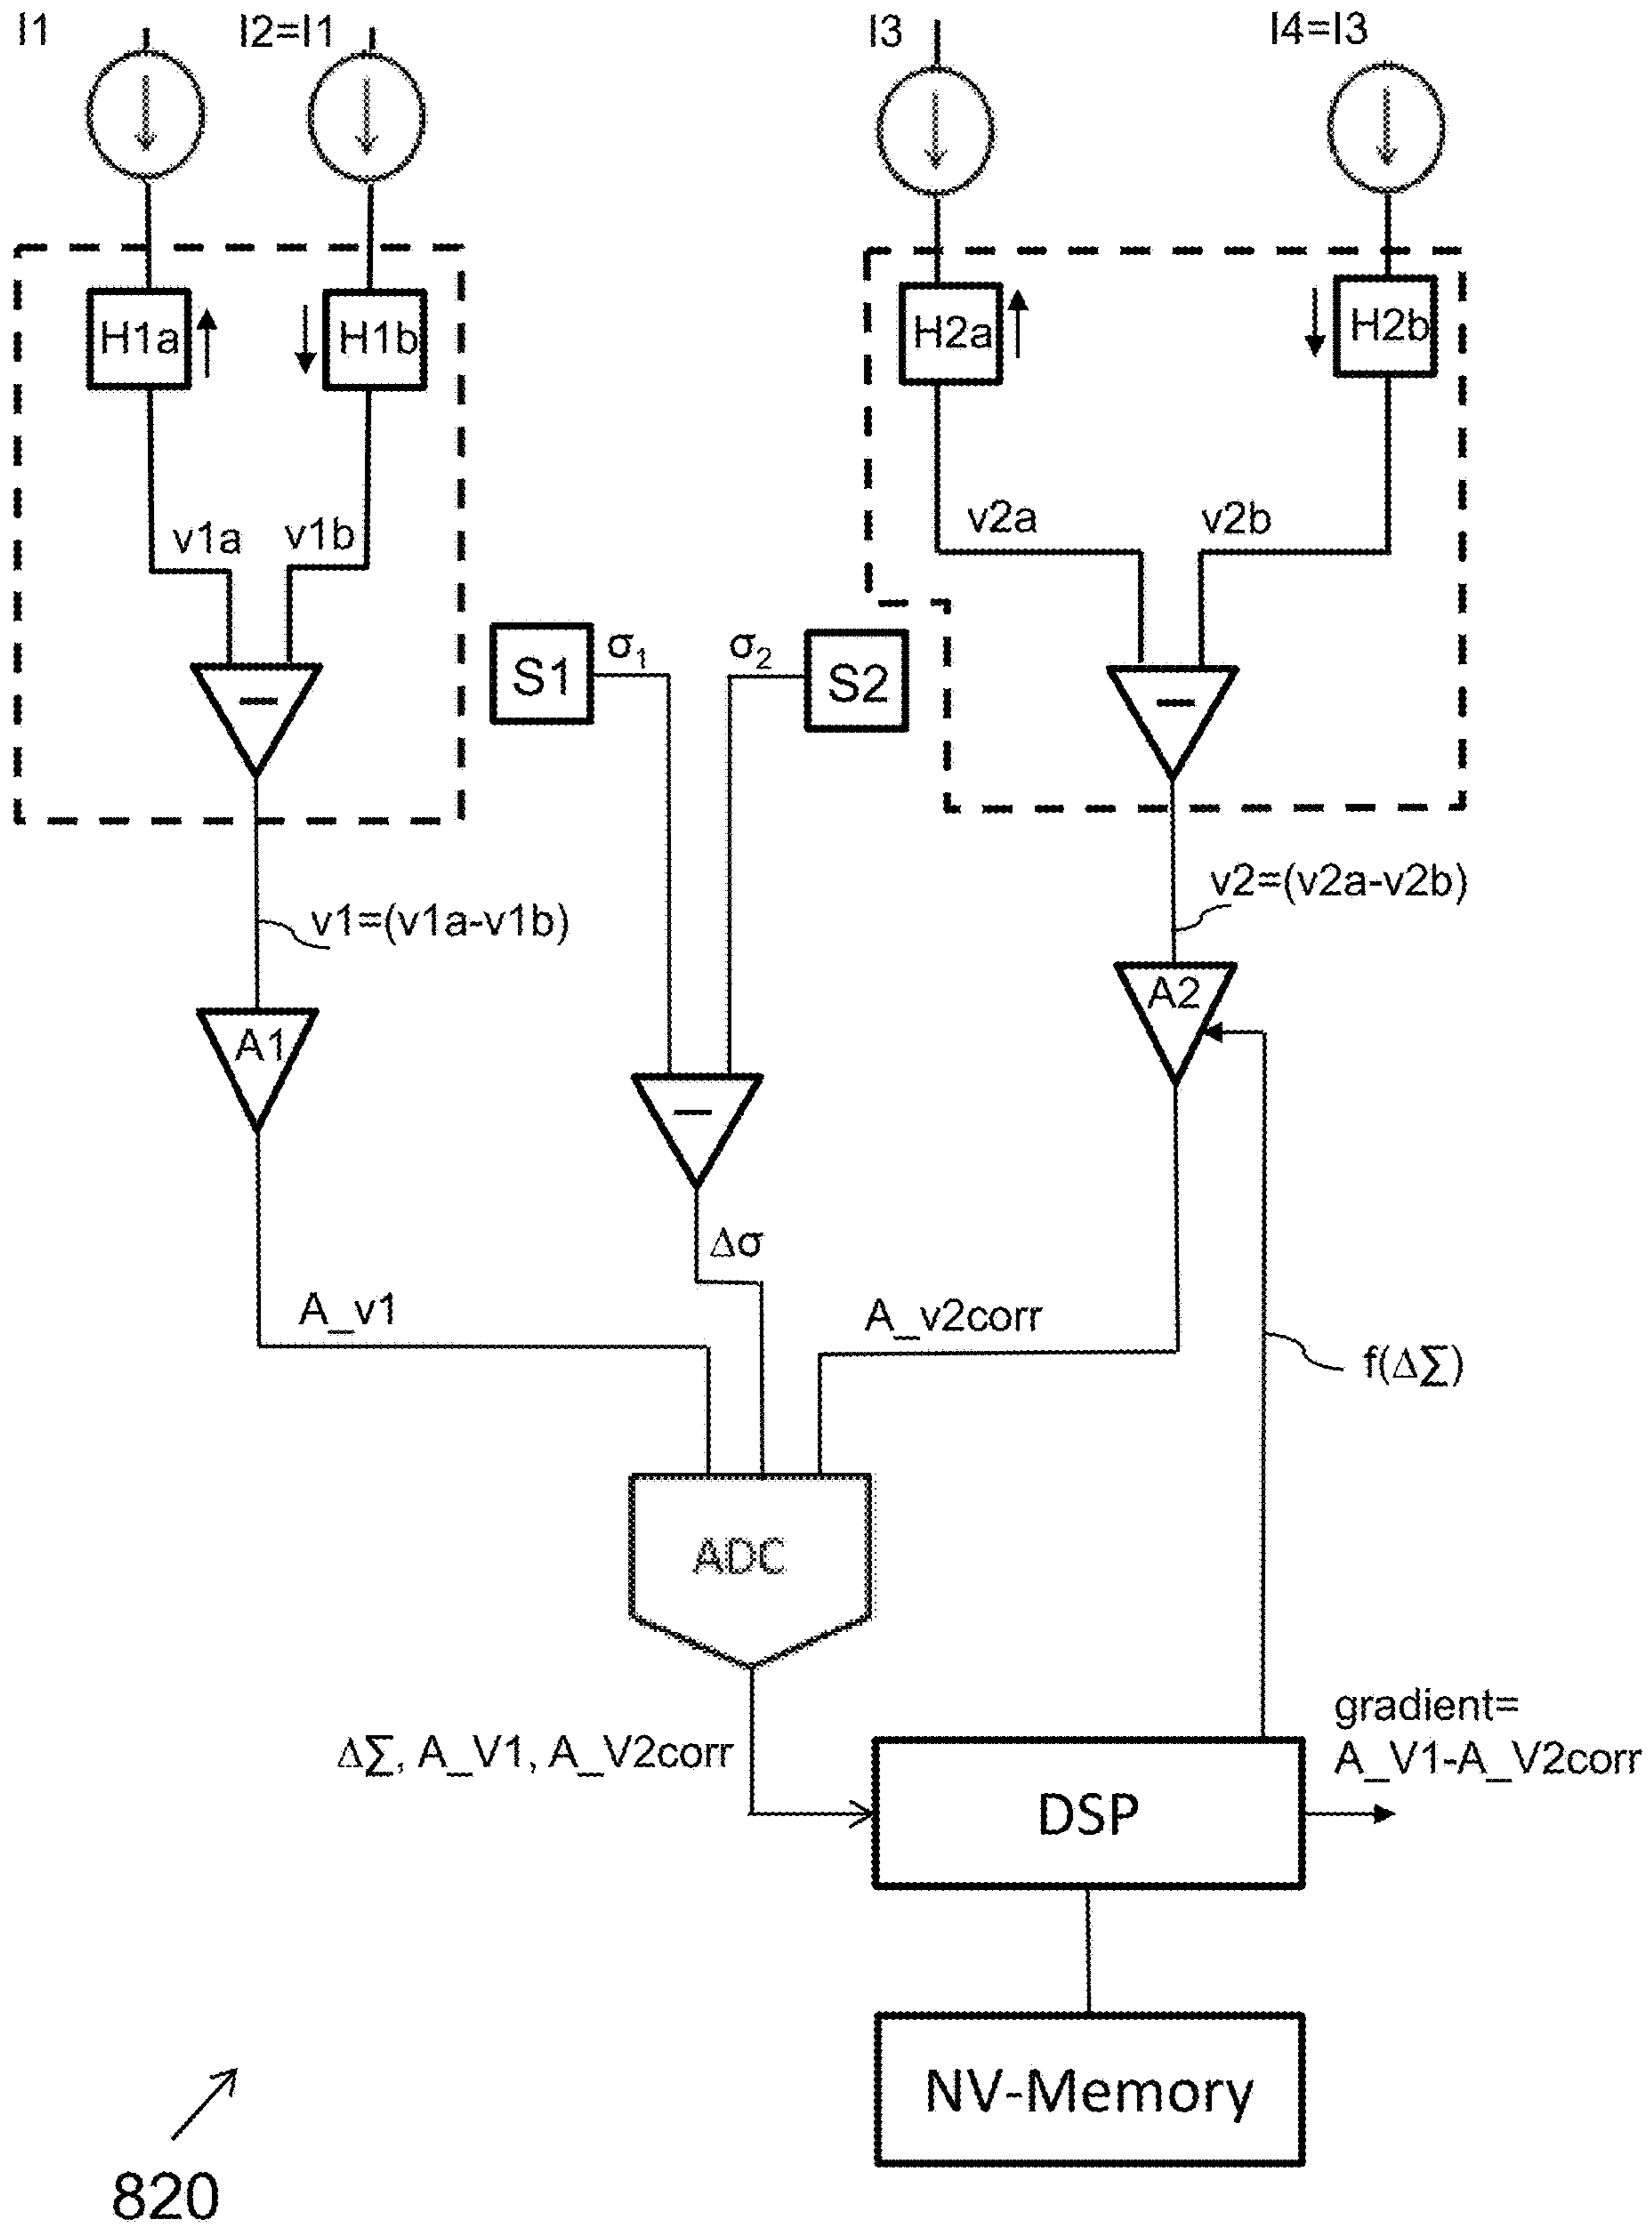 I1
I2=I1
I3
I4=I3
H1a
H1b
H2a
H2b
v1a
v1b
v2a
v2b
S1
σ1
σ2
S2
–
–
v1=(v1a-v1b)
v2=(v2a-v2b)
A1
A2
–
Δσ
A_v1
A_v2corr
f(Δ∑)
ADC
Δ∑, A_V1, A_V2corr
gradient=
A_V1-A_V2corr
DSP
NV-Memory
820